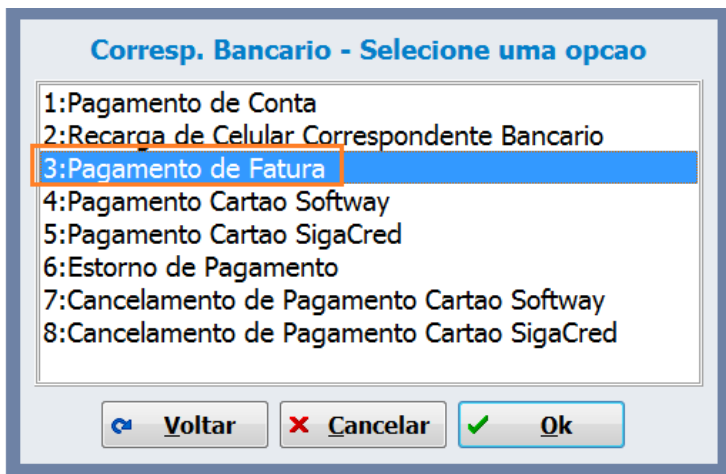 Corresp. Bancario - Selecione uma opcao
1:Pagamento de Conta
2:Recarga de Celular Correspondente Bancario
3:Pagamento de Fatura
4:Pagamento Cartao Softway
5:Pagamento Cartao SigaCred
6:Estorno de Pagamento
7:Cancelamento de Pagamento Cartao Softway
8:Cancelamento de Pagamento Cartao SigaCred
Voltar Cancelar Ok